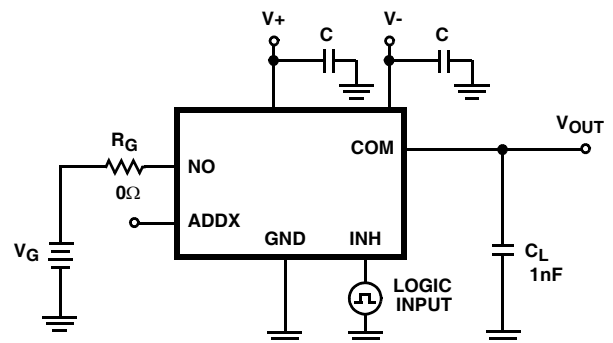 V+
C
V-
C
VOUT
RG
NO
COM
0Ω
ADDX
GND
INH
VG
LOGIC
INPUT
CL
1nF